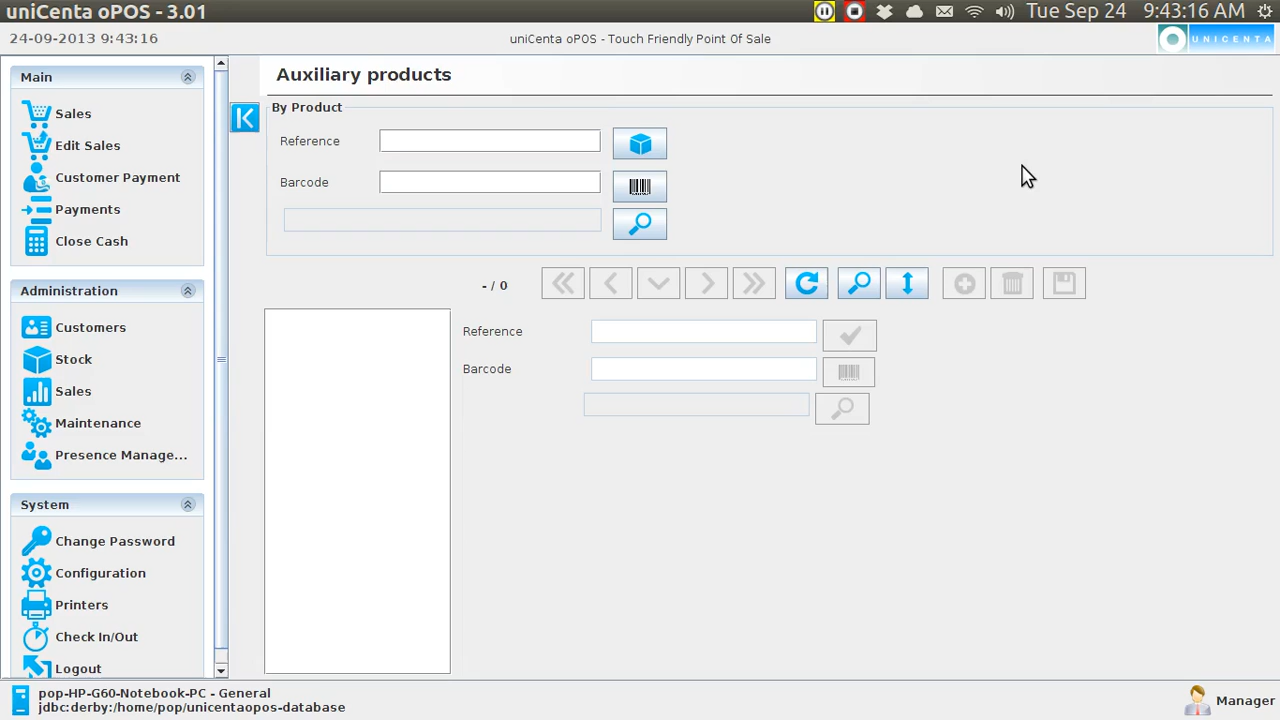 uniCenta oPOS - 3.01
Tue Sep 24 9:43:16 AM
24-09-2013 9:43:16
uniCenta oPOS - Touch Friendly Point Of Sale
UNICENTA
Main
Sales
Edit Sales
Customer Payment
Payments
Close Cash
Administration
Customers
Stock
Sales
Maintenance
Presence Manage...
System
Change Password
Configuration
Printers
Check In/Out
Logout
Auxiliary products
By Product
Reference
Barcode
- / 0
Reference
Barcode
pop-HP-G60-Notebook-PC - General
jdbc:derby:/home/pop/unicentaopos-database
Manager